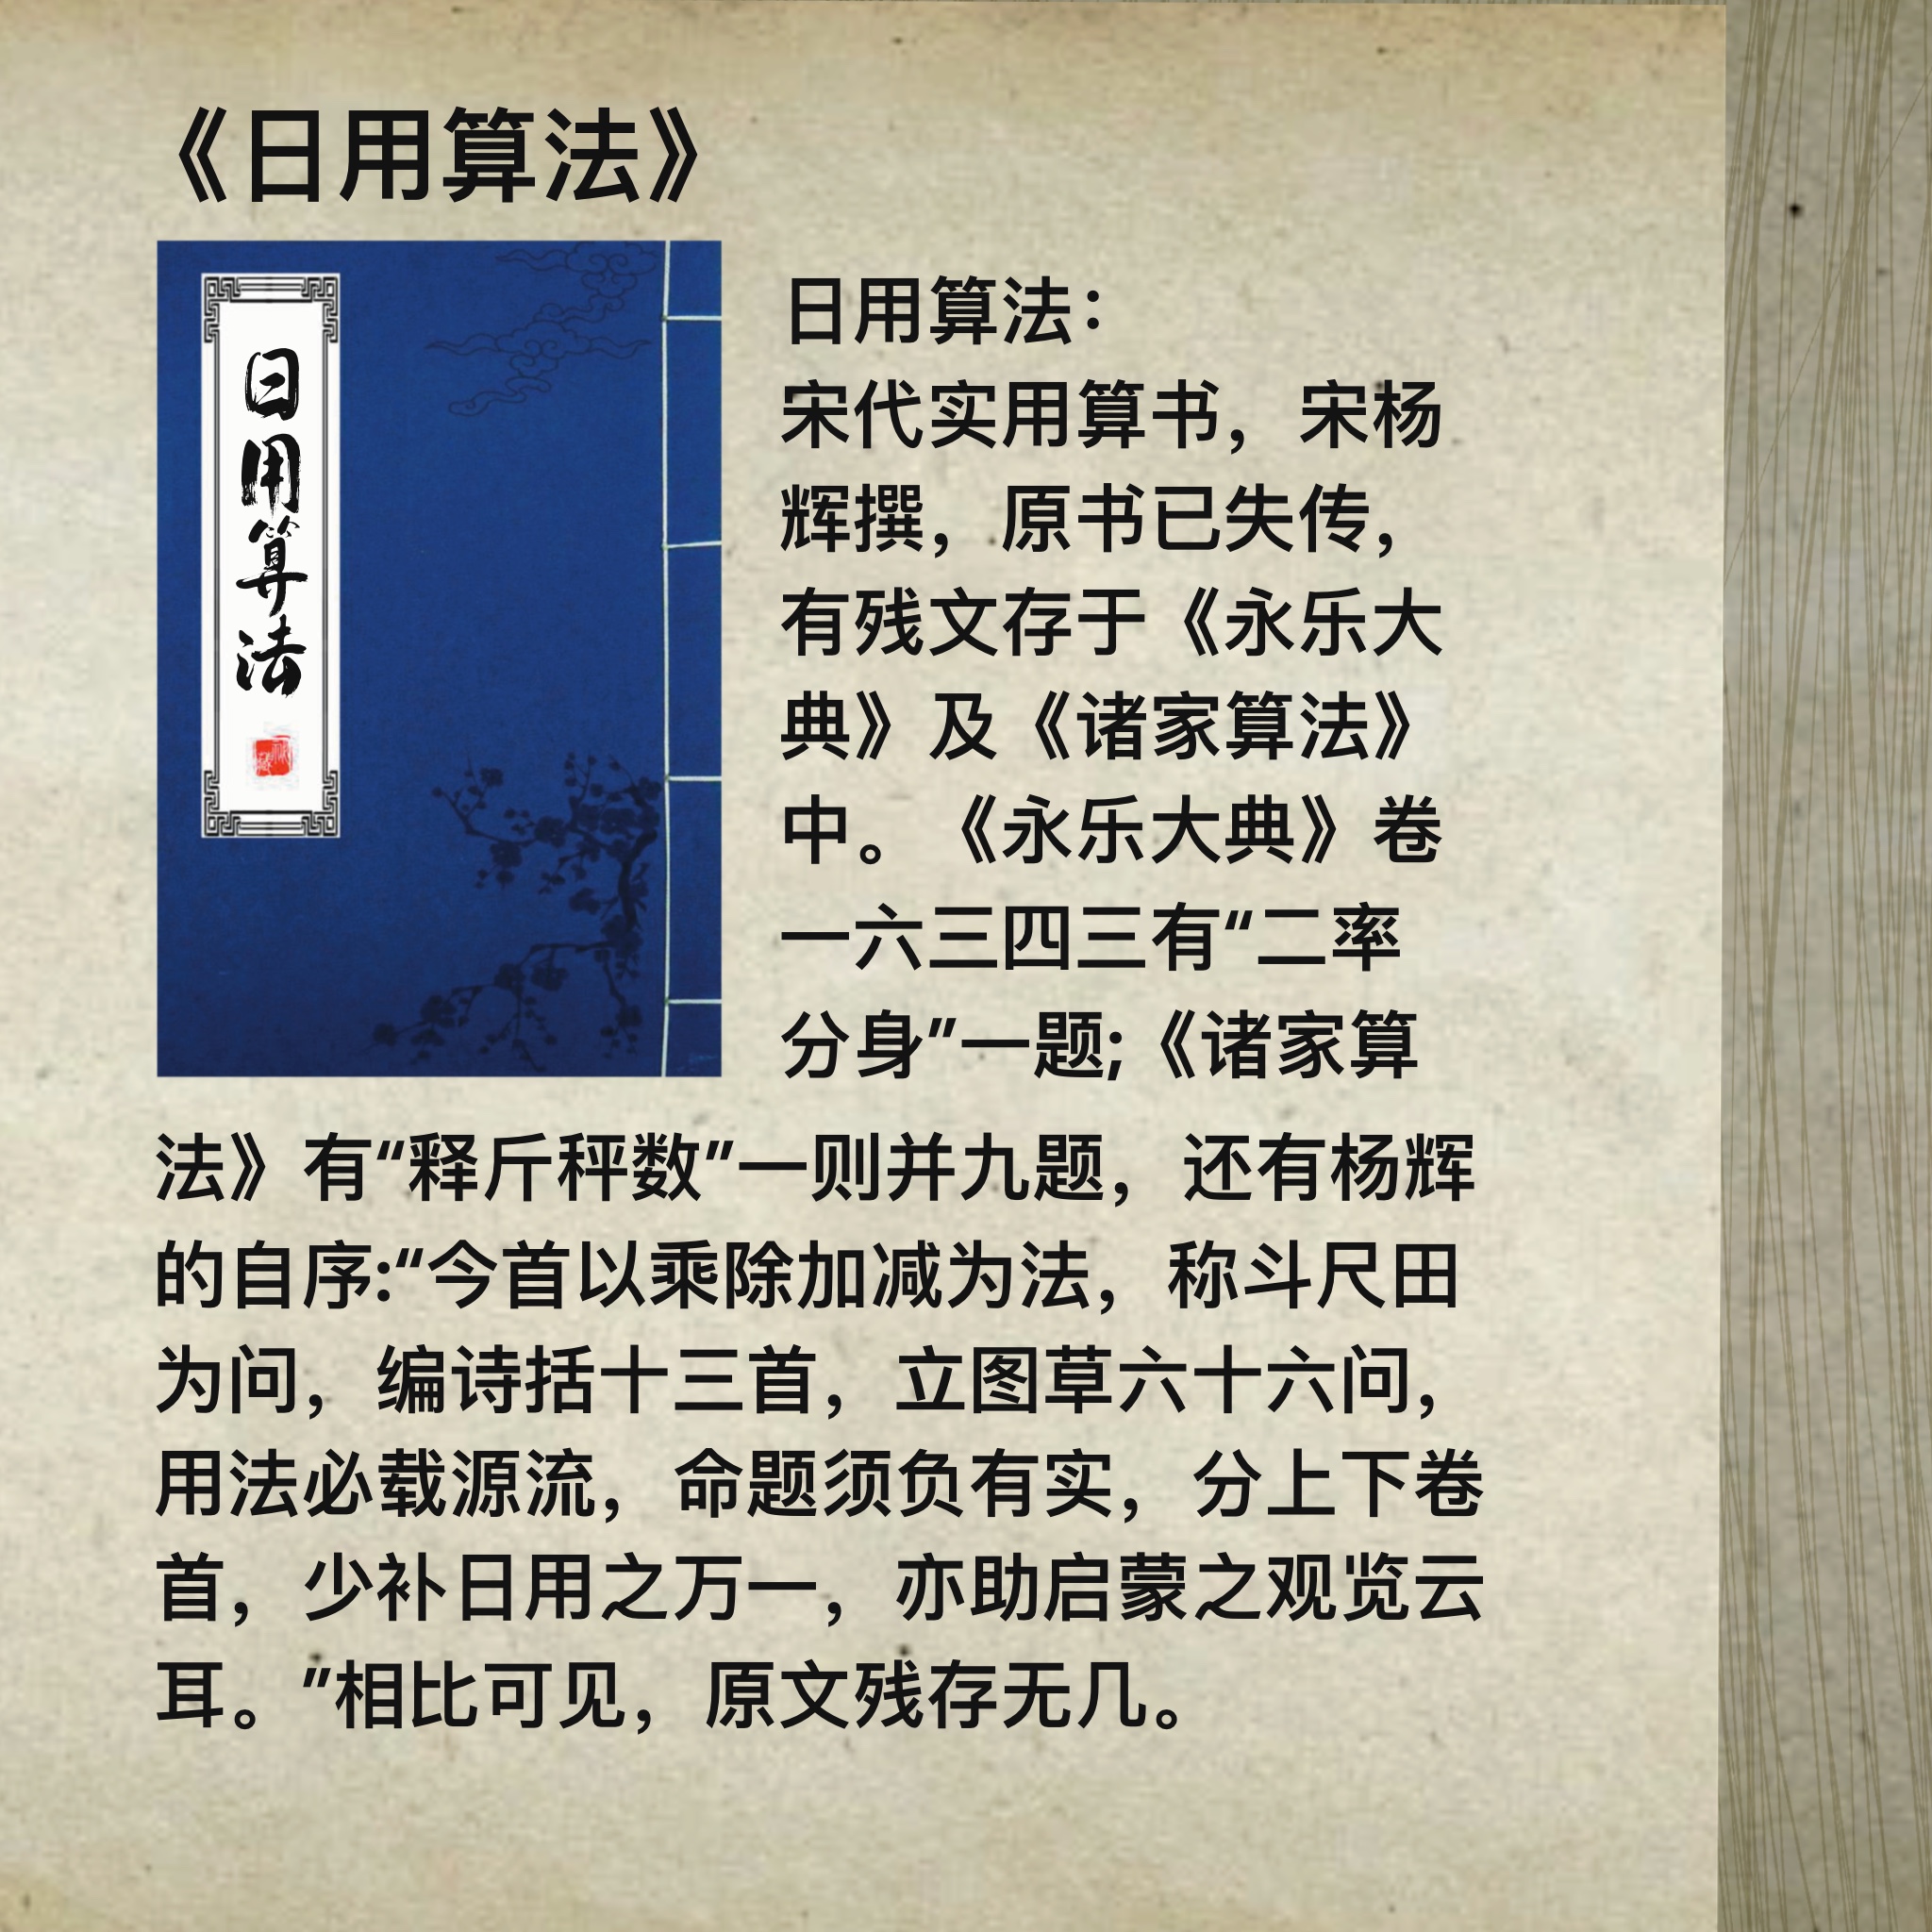 《日用算法》
日
用
算
法
日用算法：
宋代实用算书，宋杨
辉撰，原书已失传，
有残文存于《永乐大
典》及《诸家算法》
中。《永乐大典》卷
一六三四三有“二率
分身”一题;《诸家算
法》有“释斤秤数”一则并九题，还有杨辉
的自序:“今首以乘除加减为法，称斗尺田
为问，编诗括十三首，立图草六十六问，
用法必载源流，命题须负有实，分上下卷
首，少补日用之万一，亦助启蒙之观览云
耳。”相比可见，原文残存无几。